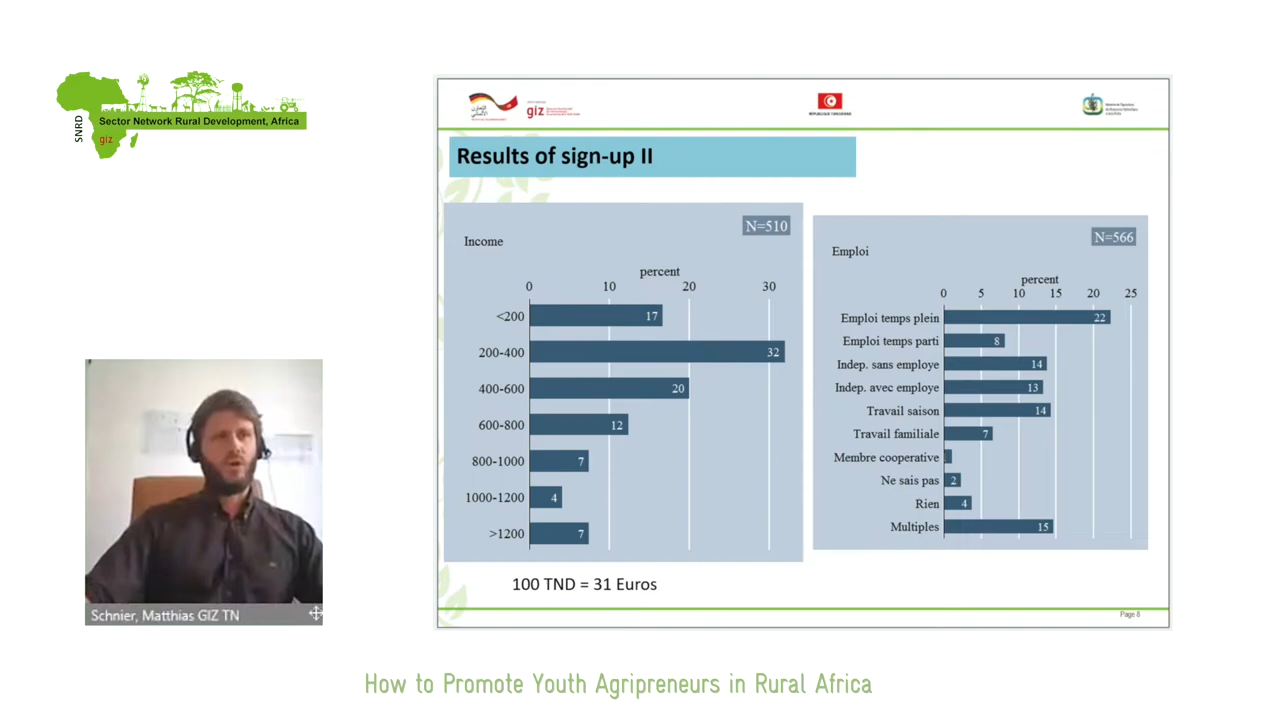 SNRD
Sector Network Rural Development, Africa
giz
giz
RÉPUBLIQUE TUNISIENNE
Results of sign-up II
N=510
Income
percent
0 10 20 30
<200 17
200-400 32
400-600 20
600-800 12
800-1000 7
1000-1200 4
>1200 7
100 TND = 31 Euros
N=566
Emploi
percent
0 5 10 15 20 25
Emploi temps plein 22
Emploi temps parti 8
Indep. sans employe 14
Indep. avec employe 13
Travail saison 14
Travail familiale 7
Membre cooperative
Ne sais pas 2
Rien 4
Multiples 15
Page 8
Schnier, Matthias GIZ TN
How to Promote Youth Agripreneurs in Rural Africa